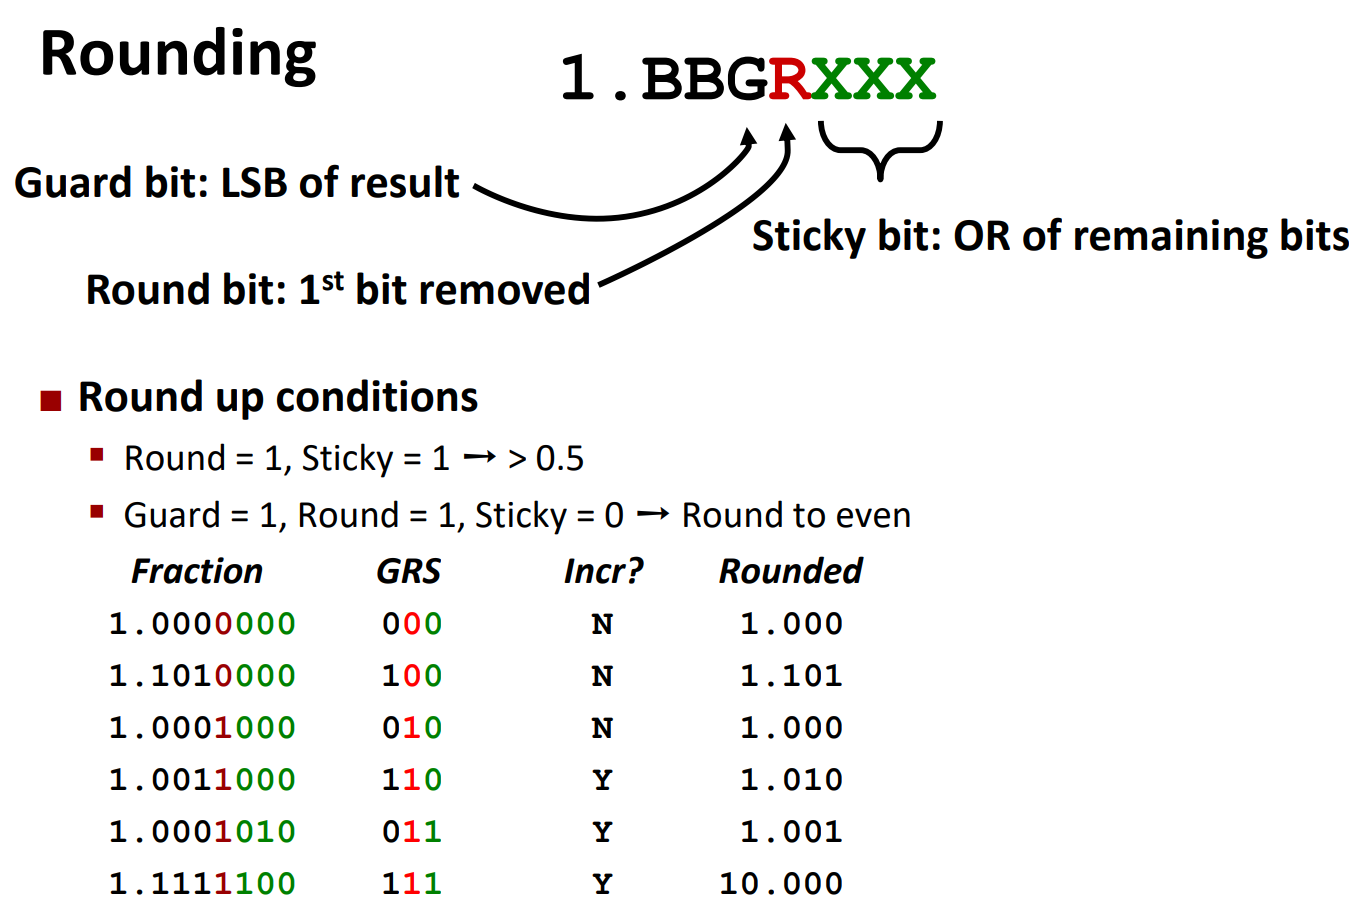 Rounding
1.BBGRXXX
Guard bit: LSB of result
Sticky bit: OR of remaining bits
Round bit: 1st bit removed
Round up conditions
Round = 1, Sticky = 1 ➙ > 0.5
Guard = 1, Round = 1, Sticky = 0 ➙ Round to even
Fraction GRS Incr? Rounded
1.0000000 000 N 1.000
1.1010000 100 N 1.101
1.0001000 010 N 1.000
1.0011000 110 Y 1.010
1.0001010 011 Y 1.001
1.1111100 111 Y 10.000